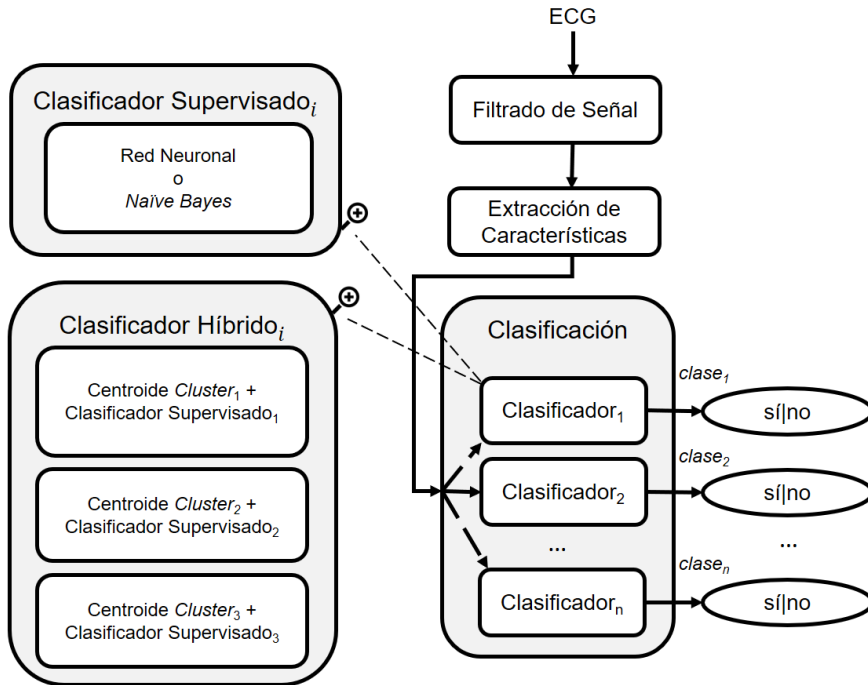 ECG
Filtrado de Señal
Extracción de
Características
Clasificador Supervisado𝑖
Red Neuronal
o
Naïve Bayes
Clasificador Híbrido𝑖
Centroide Cluster₁ +
Clasificador Supervisado₁
Centroide Cluster₂ +
Clasificador Supervisado₂
Centroide Cluster₃ +
Clasificador Supervisado₃
Clasificación
Clasificador₁
Clasificador₂
...
Clasificadorₙ
clase₁
sí|no
clase₂
sí|no
...
claseₙ
sí|no